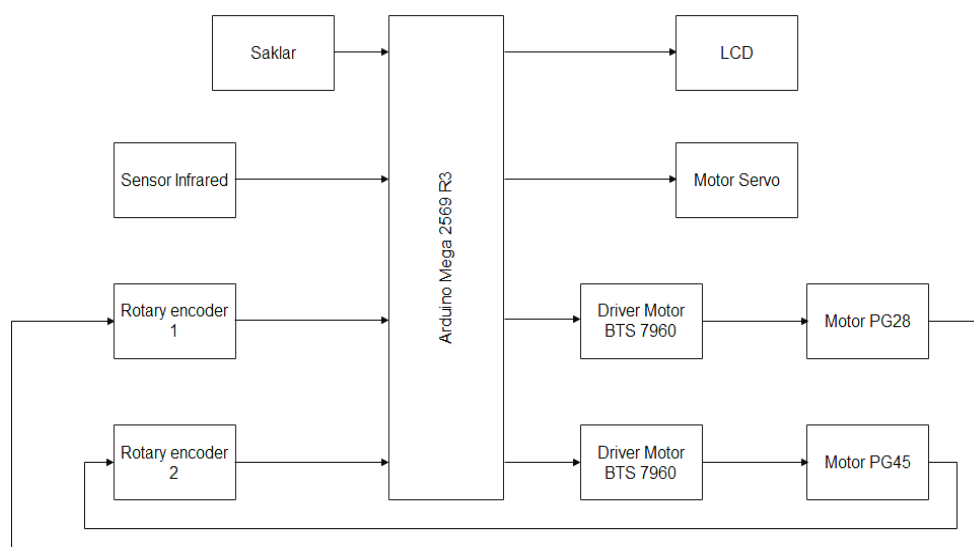 Saklar
LCD
Sensor Infrared
Arduino Mega 2569 R3
Motor Servo
Rotary encoder
1
Driver Motor
BTS 7960
Motor PG28
Rotary encoder
2
Driver Motor
BTS 7960
Motor PG45